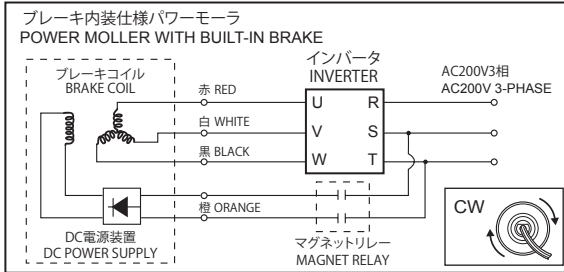 ブレーキ内装仕様パワーモーラ
POWER MOLLER WITH BUILT-IN BRAKE
ブレーキコイル
BRAKE COIL
赤 RED
白 WHITE
黒 BLACK
橙 ORANGE
DC電源装置
DC POWER SUPPLY
インバータ
INVERTER
U
R
V
S
W
T
AC200V3相
AC200V 3-PHASE
マグネットリレー
MAGNET RELAY
CW